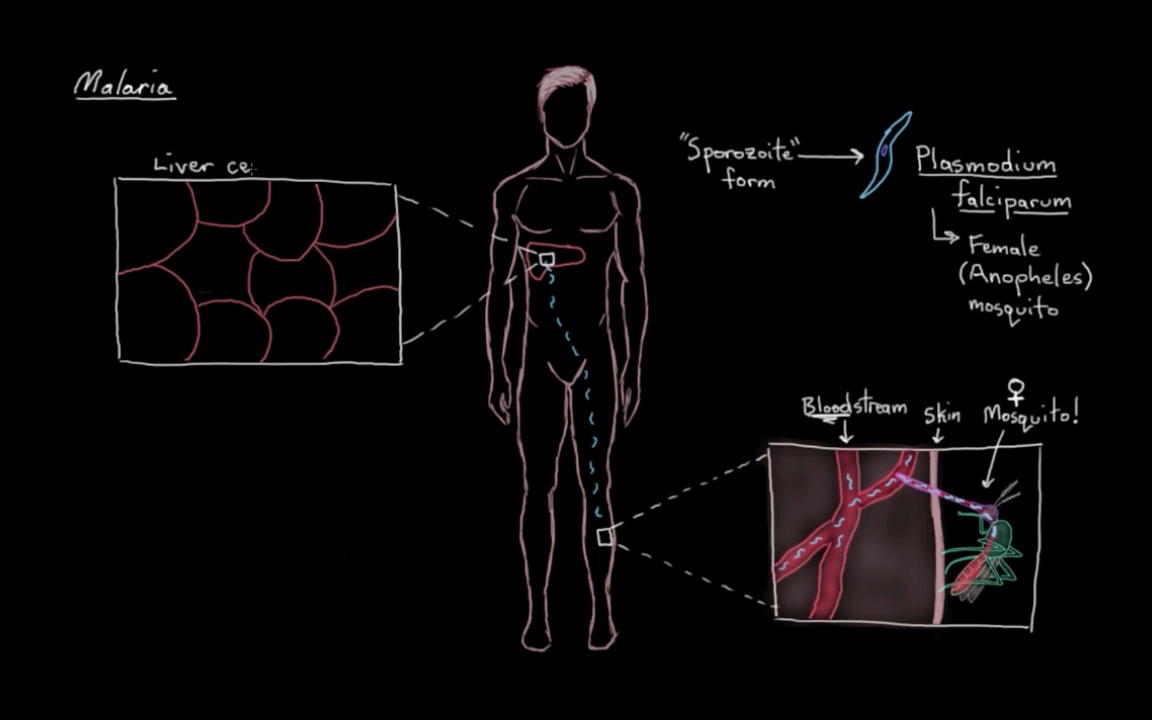 Malaria
Liver ce
"Sporozoite"
form
Plasmodium
falciparum
Female
(Anopheles)
mosquito
Bloodstream
Skin
♀
Mosquito!